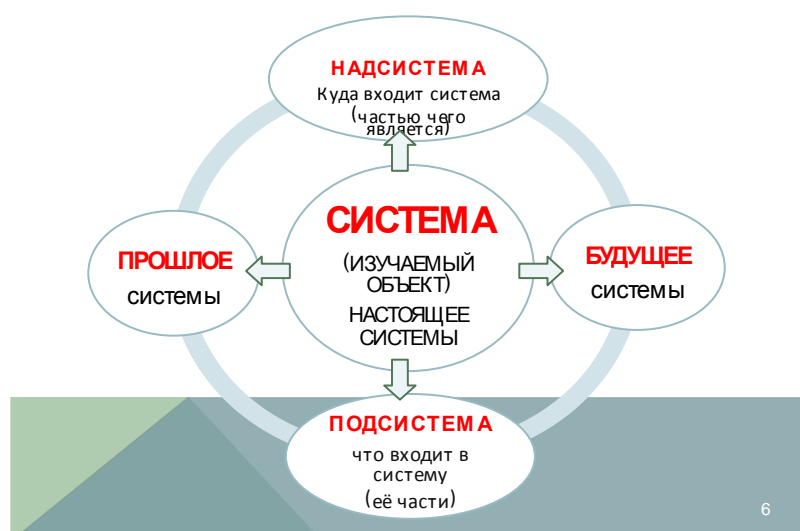 НАДСИСТЕМА
Куда входит система
(частью чего
является)
СИСТЕМА
(ИЗУЧАЕМЫЙ
ОБЪЕКТ)
НАСТОЯЩЕЕ
СИСТЕМЫ
ПРОШЛОЕ
системы
БУДУЩЕЕ
системы
ПОДСИСТЕМА
что входит в
систему
(её части)
6